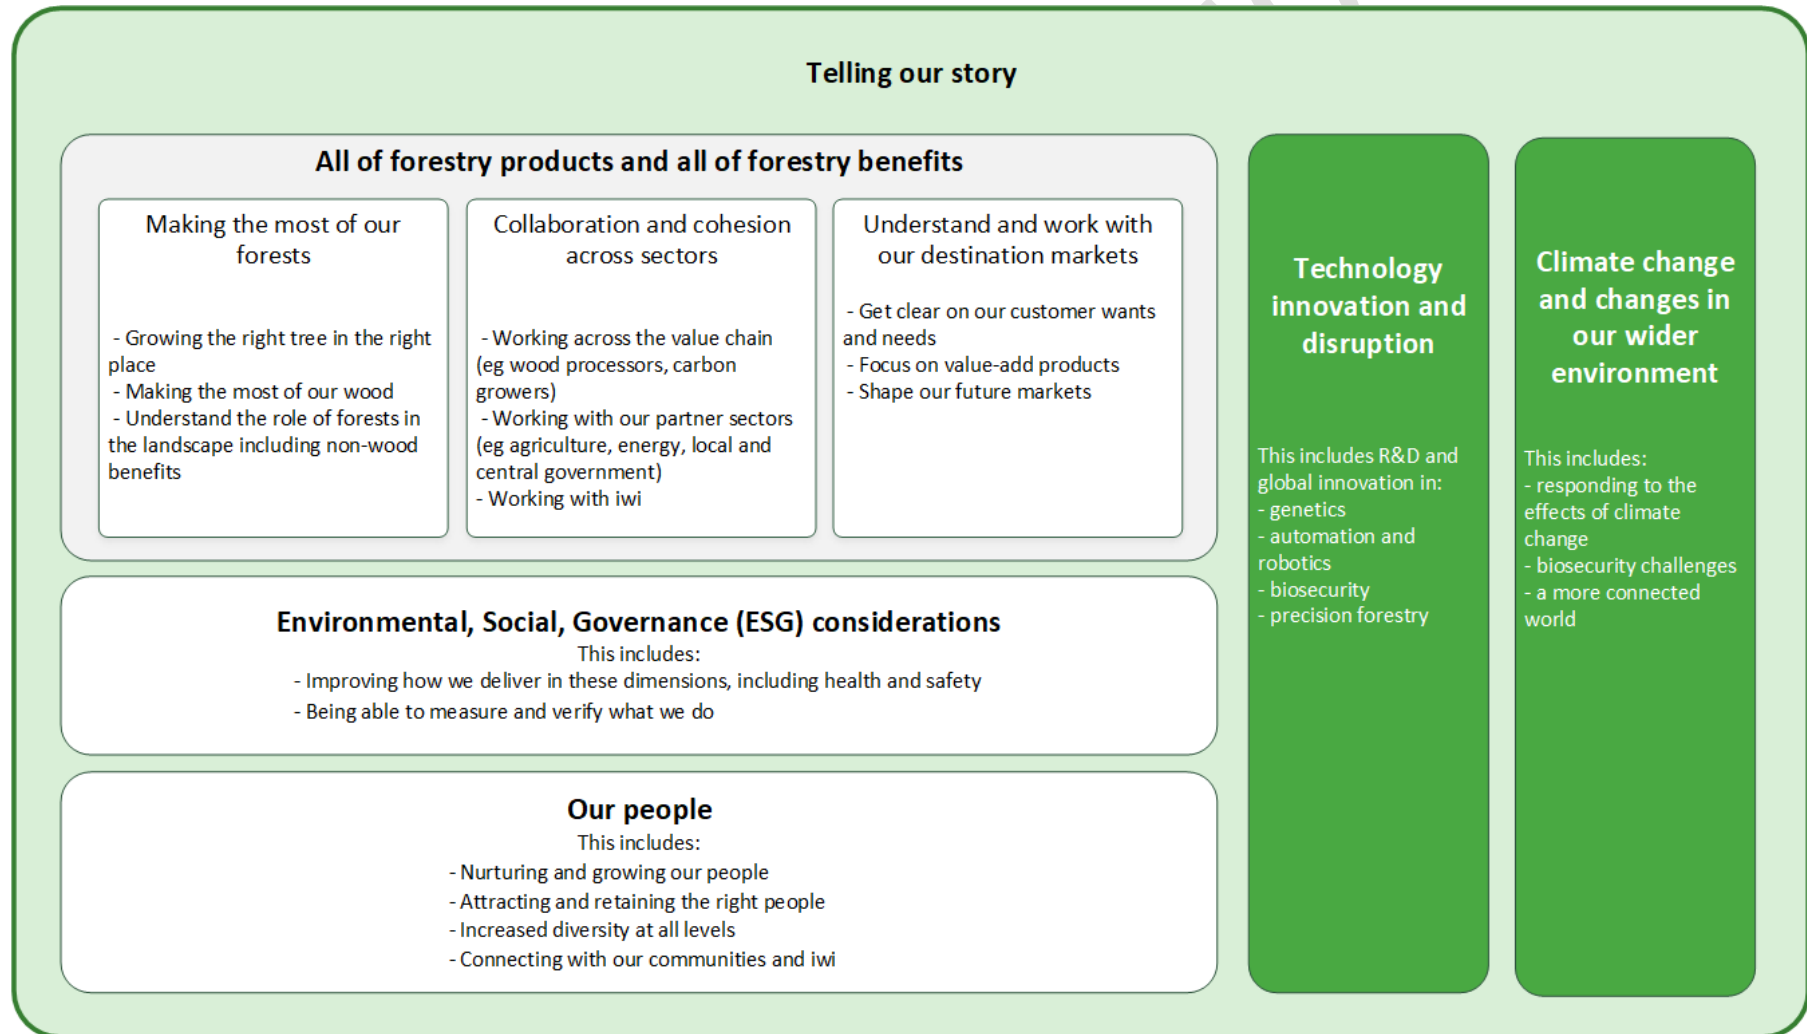 Telling our story
All of forestry products and all of forestry benefits
Making the most of our
forests
- Growing the right tree in the right
place
- Making the most of our wood
- Understand the role of forests in
the landscape including non-wood
benefits
Collaboration and cohesion
across sectors
- Working across the value chain
(eg wood processors, carbon
growers)
- Working with our partner sectors
(eg agriculture, energy, local and
central government)
- Working with iwi
Understand and work with
our destination markets
- Get clear on our customer wants
and needs
- Focus on value-add products
- Shape our future markets
Environmental, Social, Governance (ESG) considerations
This includes:
- Improving how we deliver in these dimensions, including health and safety
- Being able to measure and verify what we do
Our people
This includes:
- Nurturing and growing our people
- Attracting and retaining the right people
- Increased diversity at all levels
- Connecting with our communities and iwi
Technology
innovation and
disruption
This includes R&D and
global innovation in:
- genetics
- automation and
robotics
- biosecurity
- precision forestry
Climate change
and changes in
our wider
environment
This includes:
- responding to the
effects of climate
change
- biosecurity challenges
- a more connected
world